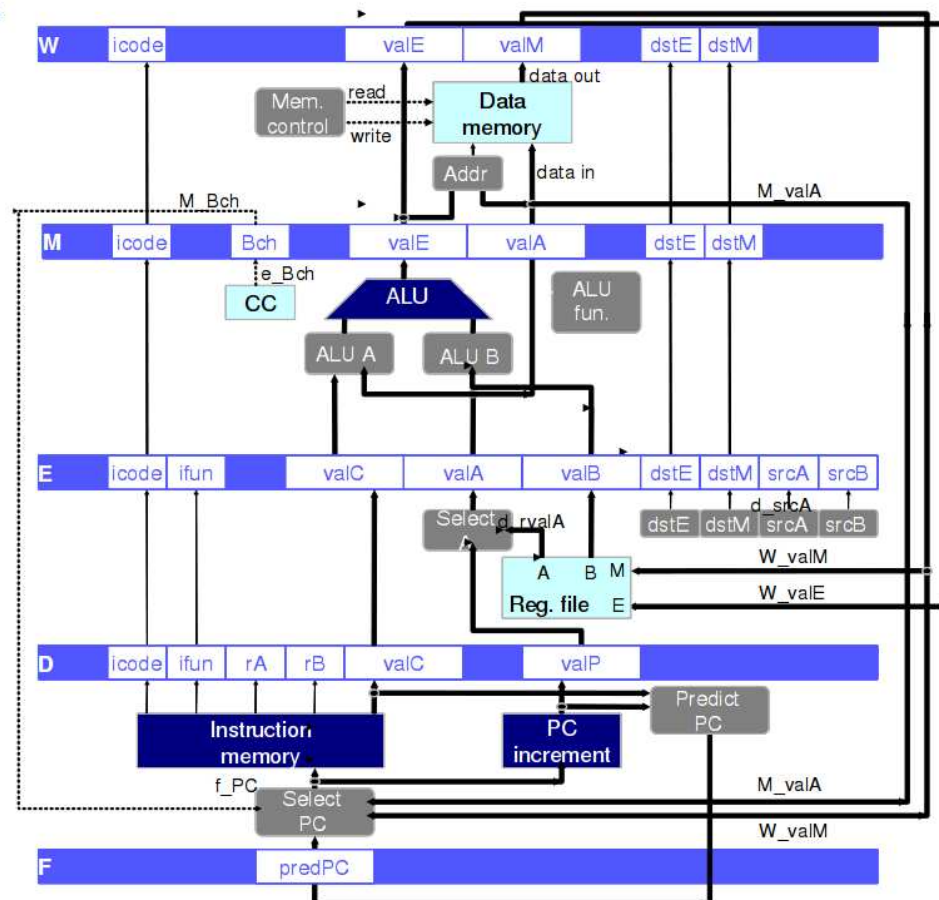 W icode valE valM dstE dstM
data out
Mem.
control
read
write
Data
memory
Addr
data in
M_valA
M_Bch
M icode Bch valE valA dstE dstM
e_Bch
CC
ALU
ALU
fun.
ALU A
ALU B
E icode ifun valC valA valB dstE dstM srcA srcB
d_srcA
Select
A
d_rvalA
dstE dstM srcA srcB
A B M
W_valM
Reg. file E
W_valE
D icode ifun rA rB valC valP
Predict
PC
Instruction
memory
PC
increment
f_PC
Select
PC
M_valA
W_valM
F predPC